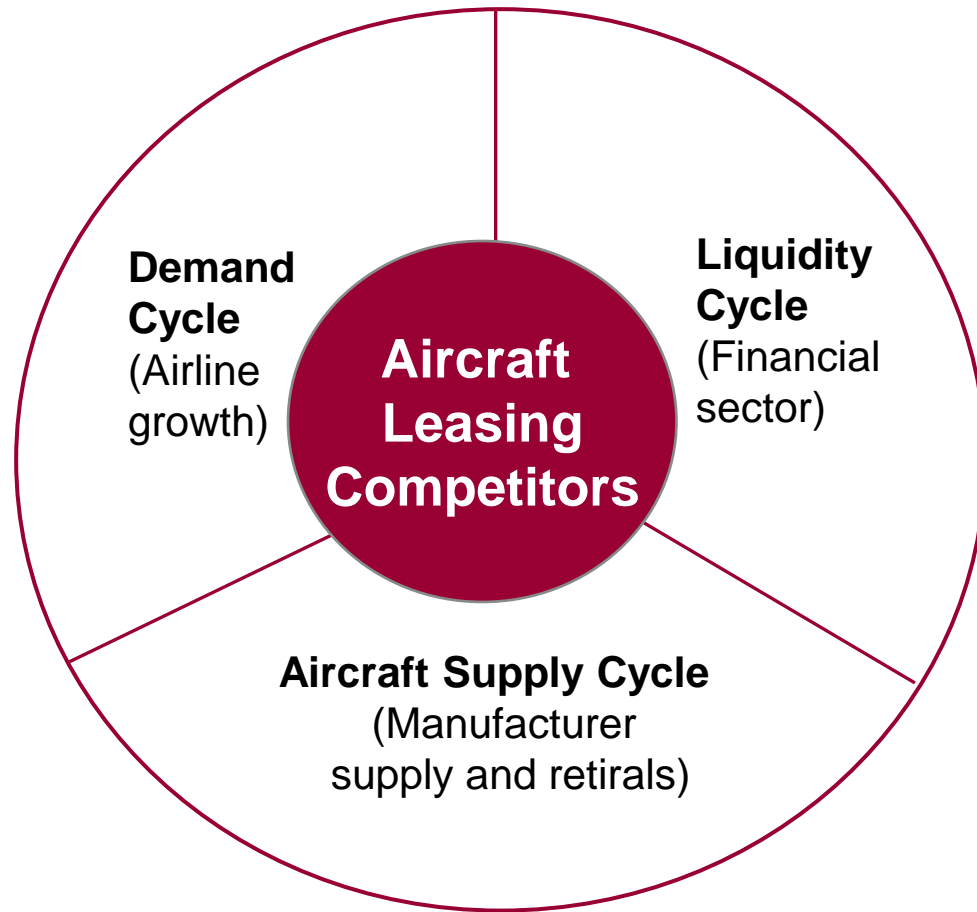 Demand
Cycle
(Airline
growth)
Liquidity
Cycle
(Financial
sector)
Aircraft
Leasing
Competitors
Aircraft Supply Cycle
(Manufacturer
supply and retirals)